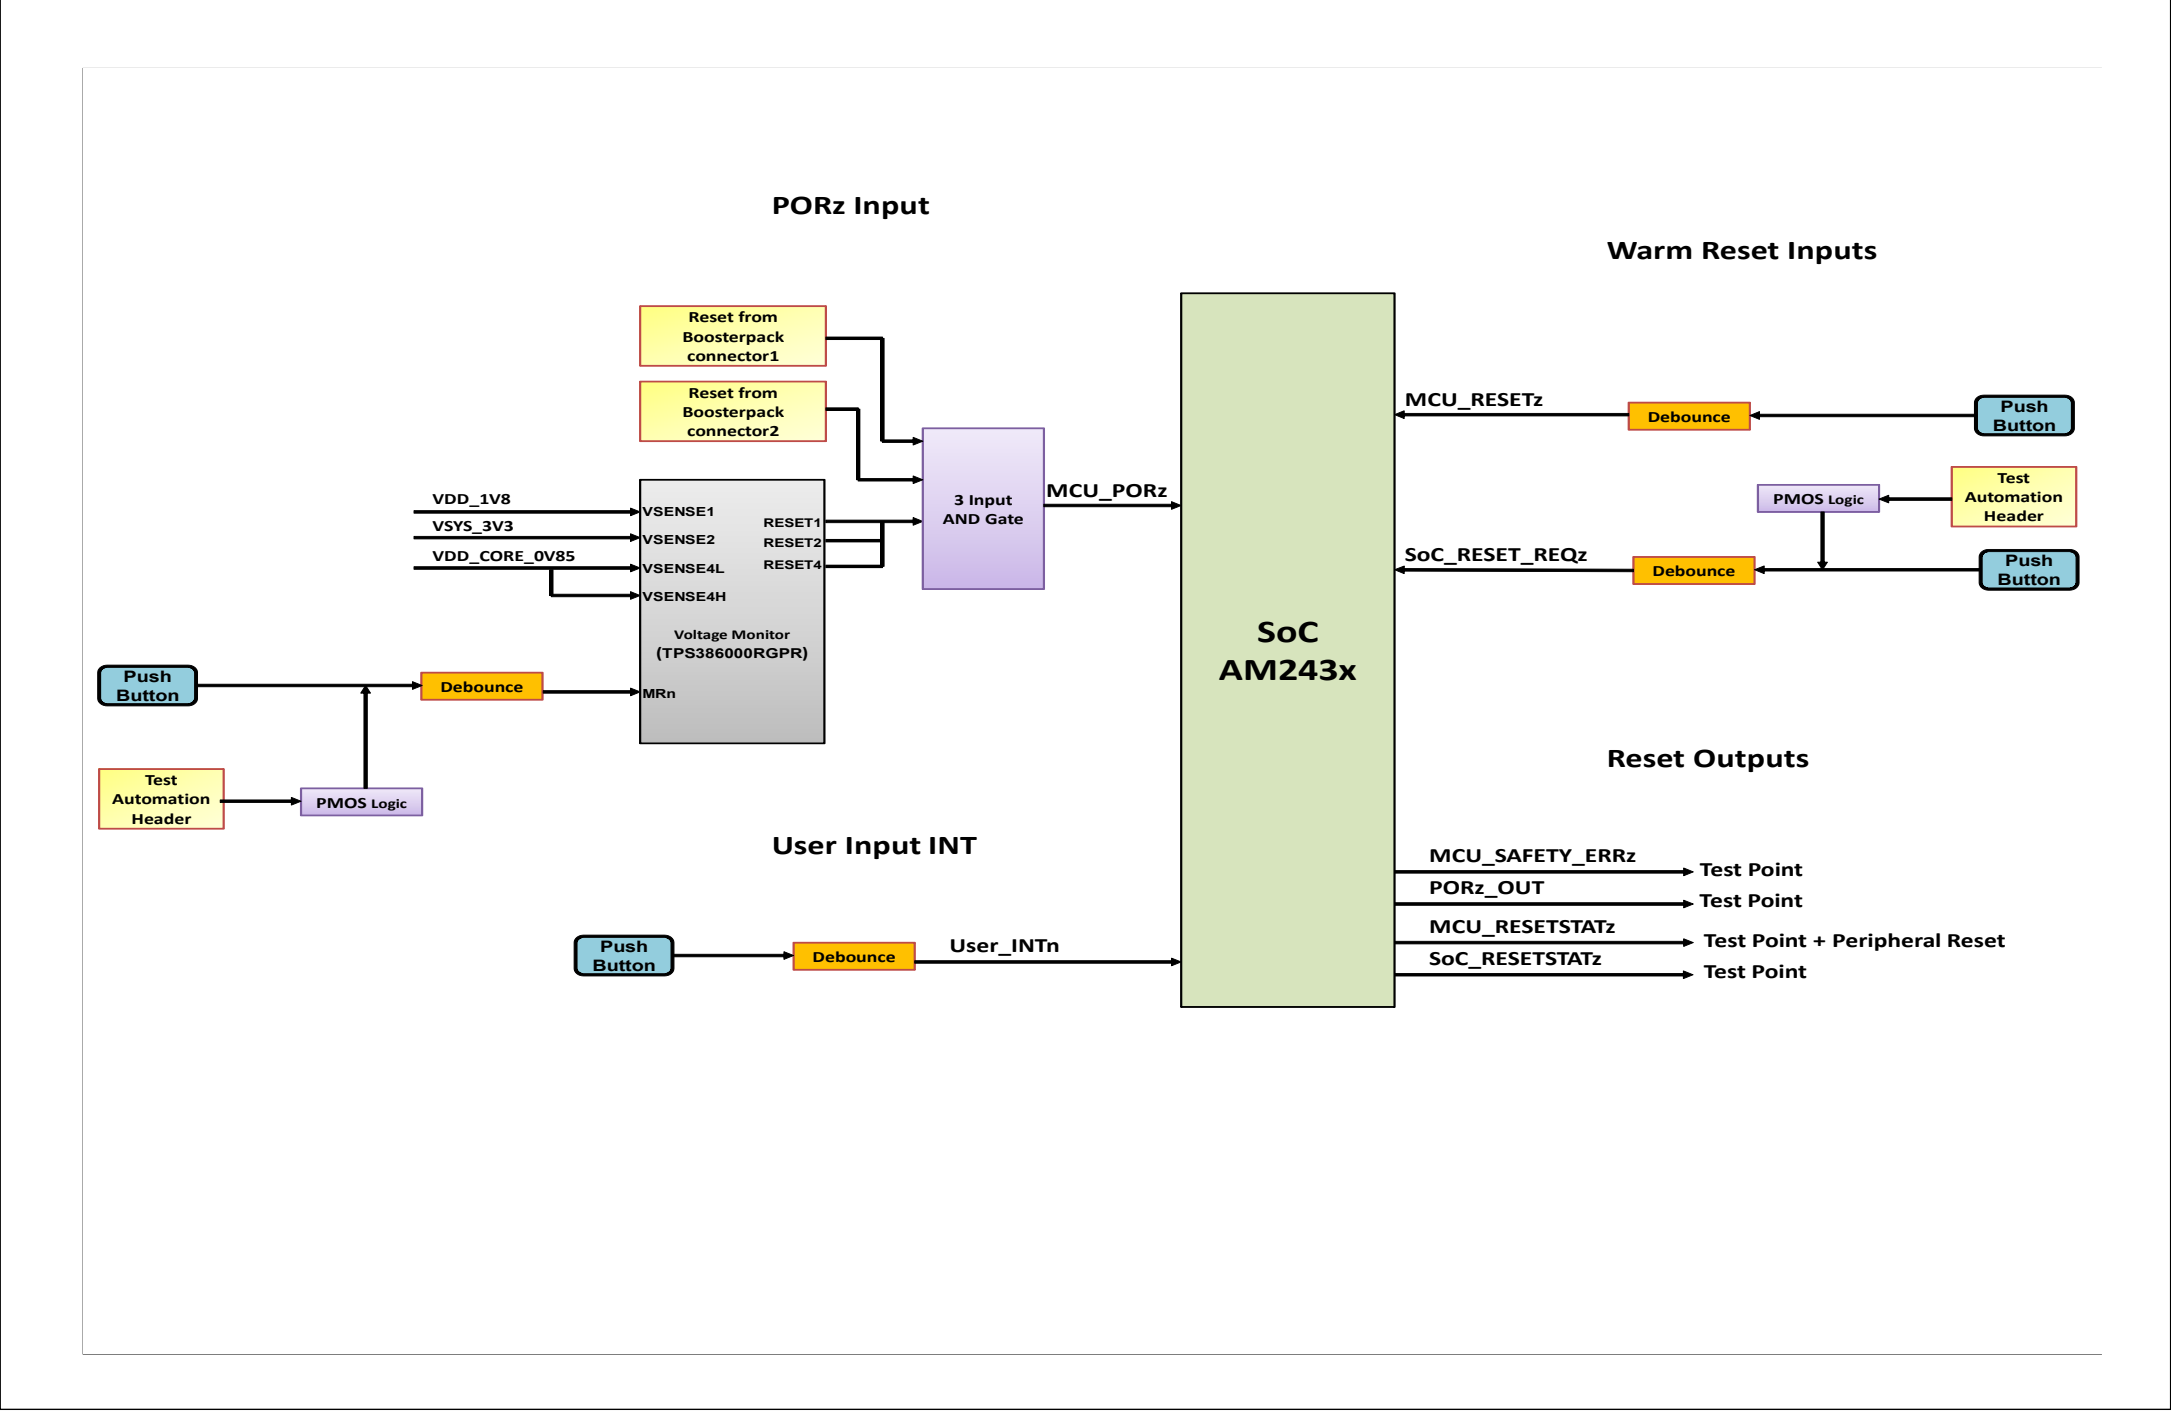 PORz Input
Warm Reset Inputs
Reset from
Boosterpack
connector1
Reset from
Boosterpack
connector2
3 Input
AND Gate
MCU_PORz
VDD_1V8
VSYS_3V3
VDD_CORE_0V85
VSENSE1
VSENSE2
VSENSE4L
VSENSE4H
RESET1
RESET2
RESET4
Voltage Monitor
(TPS386000RGPR)
MRn
Push
Button
Debounce
Test
Automation
Header
PMOS Logic
SoC
AM243x
MCU_RESETz
Debounce
Push
Button
PMOS Logic
Test
Automation
Header
SoC_RESET_REQz
Debounce
Push
Button
User Input INT
Push
Button
Debounce
User_INTn
Reset Outputs
MCU_SAFETY_ERRz
Test Point
PORz_OUT
Test Point
MCU_RESETSTATz
Test Point + Peripheral Reset
SoC_RESETSTATz
Test Point